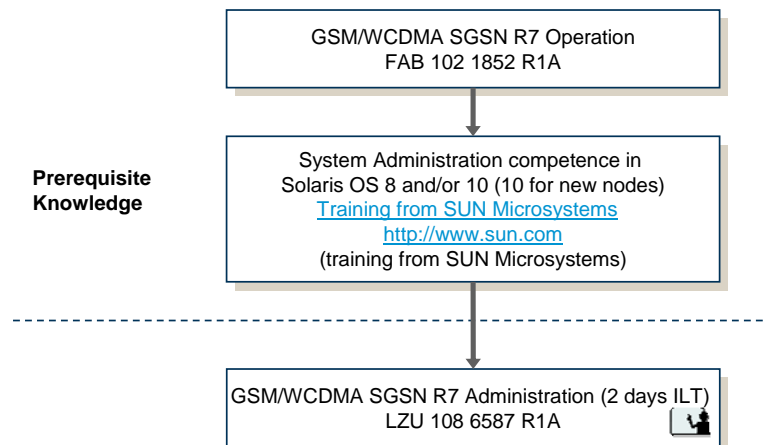 GSM/WCDMA SGSN R7 Operation
FAB 102 1852 R1A
Prerequisite
Knowledge
System Administration competence in
Solaris OS 8 and/or 10 (10 for new nodes)
Training from SUN Microsystems
http://www.sun.com
(training from SUN Microsystems)
GSM/WCDMA SGSN R7 Administration (2 days ILT)
LZU 108 6587 R1A